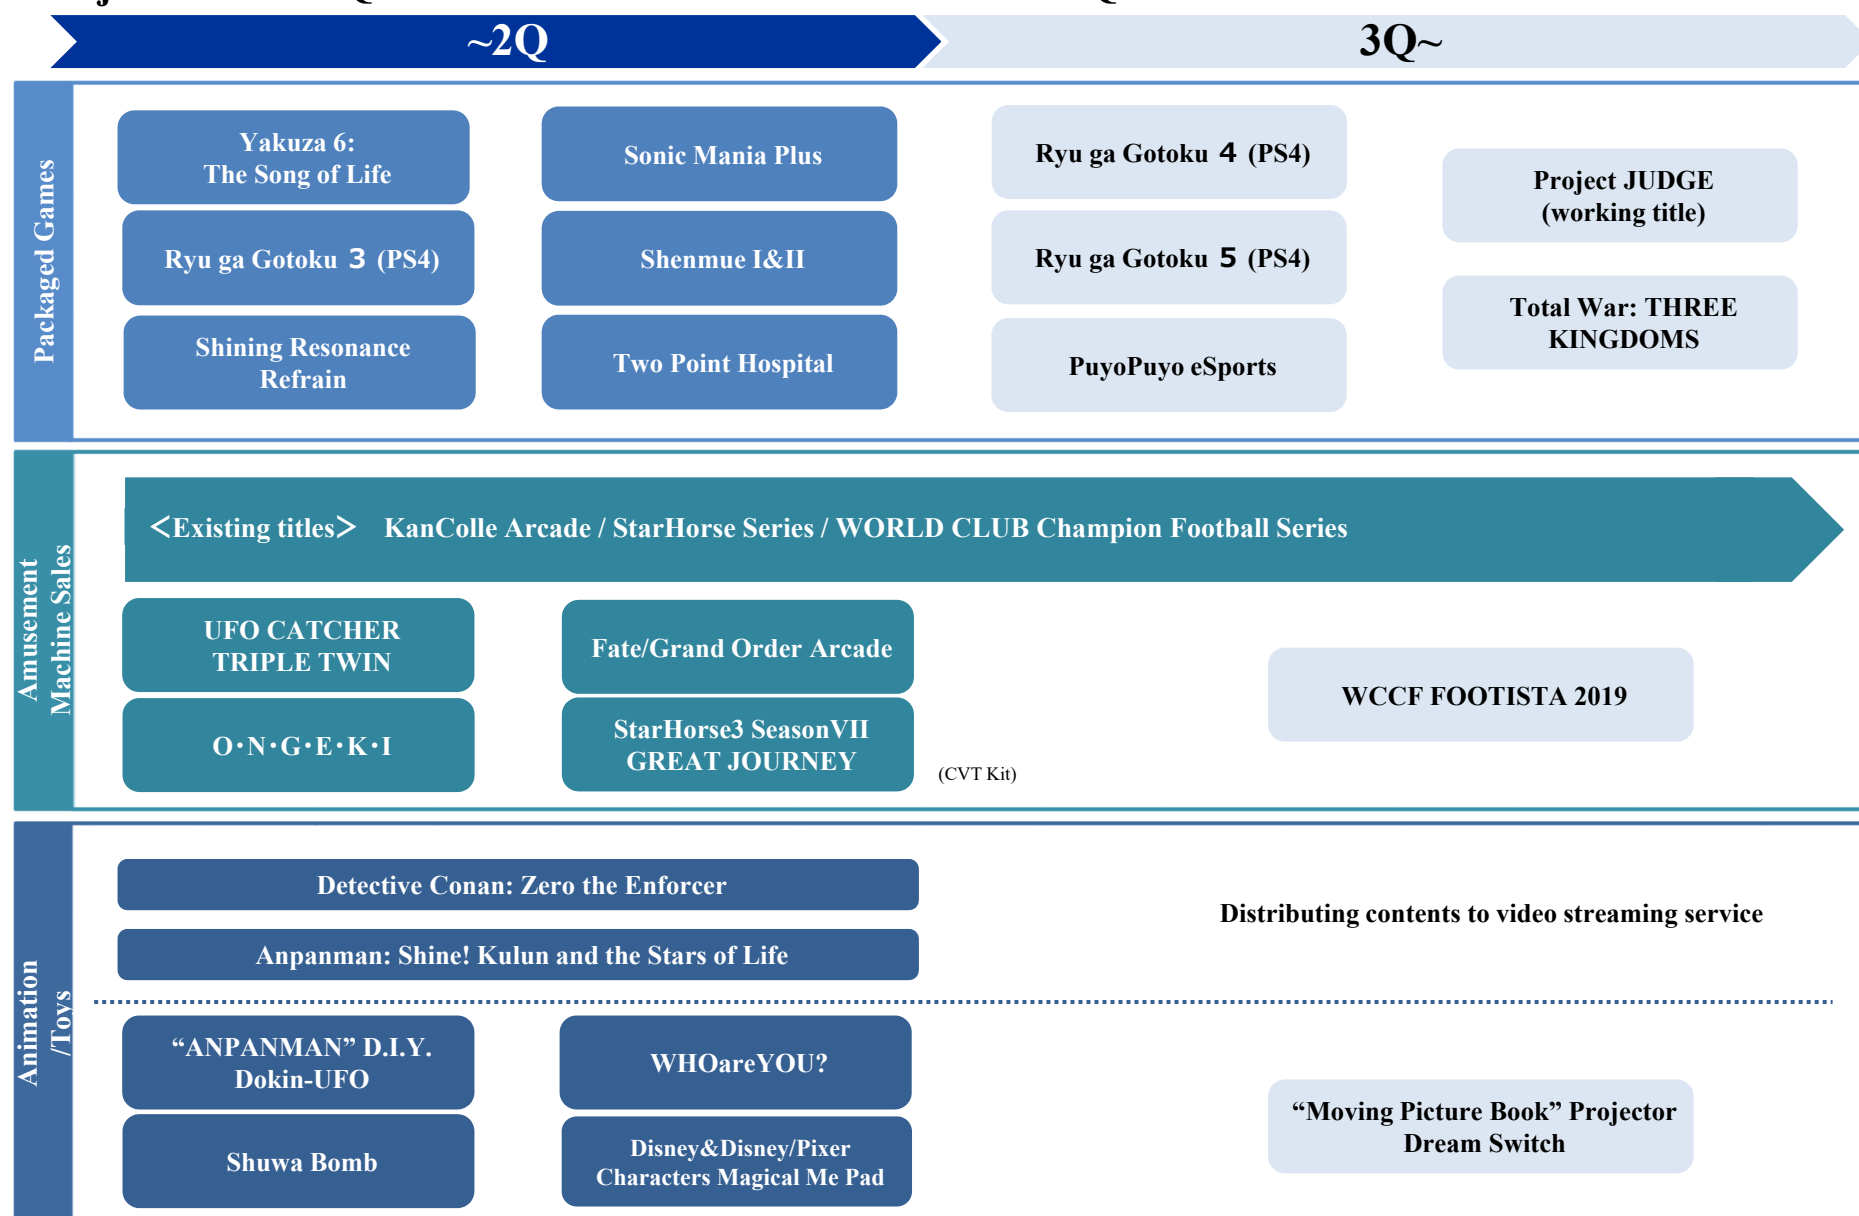 ~2Q
3Q~
Packaged Games
Yakuza 6:
The Song of Life
Sonic Mania Plus
Ryu ga Gotoku 4 (PS4)
Project JUDGE
(working title)
Ryu ga Gotoku 3 (PS4)
Shenmue I&II
Ryu ga Gotoku 5 (PS4)
Total War: THREE
KINGDOMS
Shining Resonance
Refrain
Two Point Hospital
PuyoPuyo eSports
Amusement
Machine Sales
<Existing titles> KanColle Arcade / StarHorse Series / WORLD CLUB Champion Football Series
UFO CATCHER
TRIPLE TWIN
Fate/Grand Order Arcade
WCCF FOOTISTA 2019
O・N・G・E・K・I
StarHorse3 SeasonVII
GREAT JOURNEY
(CVT Kit)
Animation
/Toys
Detective Conan: Zero the Enforcer
Distributing contents to video streaming service
Anpanman: Shine! Kulun and the Stars of Life
“ANPANMAN” D.I.Y.
Dokin-UFO
WHOareYOU?
“Moving Picture Book” Projector
Dream Switch
Shuwa Bomb
Disney&Disney/Pixer
Characters Magical Me Pad